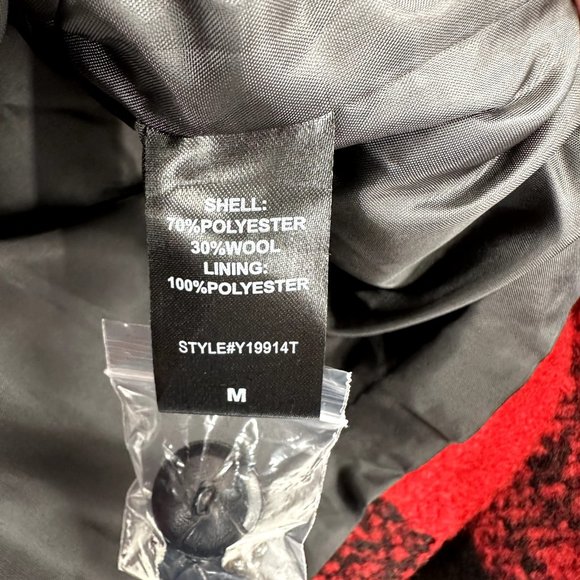 SHELL:
70%POLYESTER
30%WOOL
LINING:
100%POLYESTER
STYLE#Y19914T
M